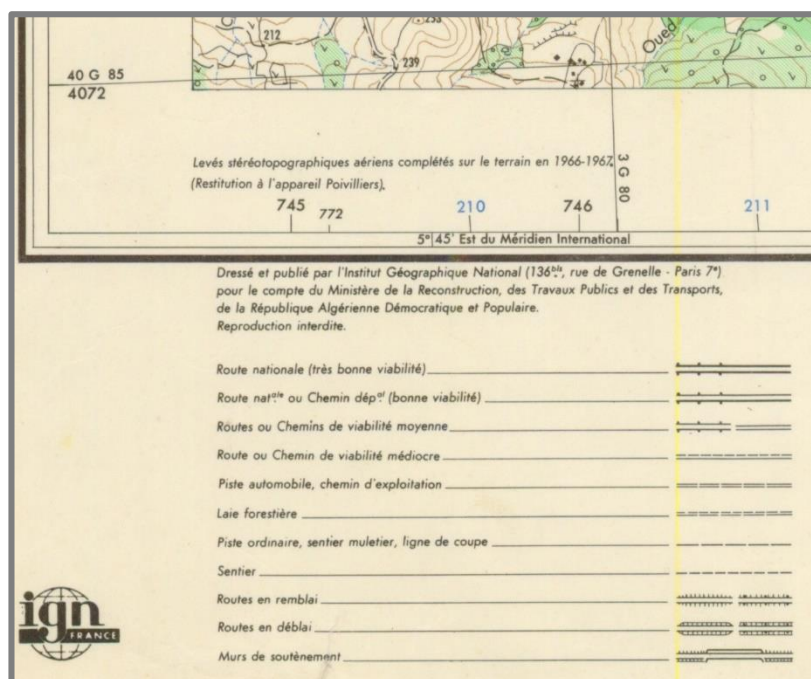 253
212
Oued
239
40 G 85
4072
Levés stéréotopographiques aériens complétés sur le terrain en 1966-1967.
(Restitution à l'appareil Poivilliers).
3 G 80
745 772 210 746 211
5° 45' Est du Méridien International
Dressé et publié par l'Institut Géographique National (136bis, rue de Grenelle - Paris 7e)
pour le compte du Ministère de la Reconstruction, des Travaux Publics et des Transports,
de la République Algérienne Démocratique et Populaire.
Reproduction interdite.
Route nationale (très bonne viabilité)
Route natale ou Chemin dépal (bonne viabilité)
Routes ou Chemins de viabilité moyenne
Route ou Chemin de viabilité médiocre
Piste automobile, chemin d'exploitation
Laie forestière
Piste ordinaire, sentier muletier, ligne de coupe
Sentier
Routes en remblai
Routes en déblai
Murs de soutènement
ign
FRANCE